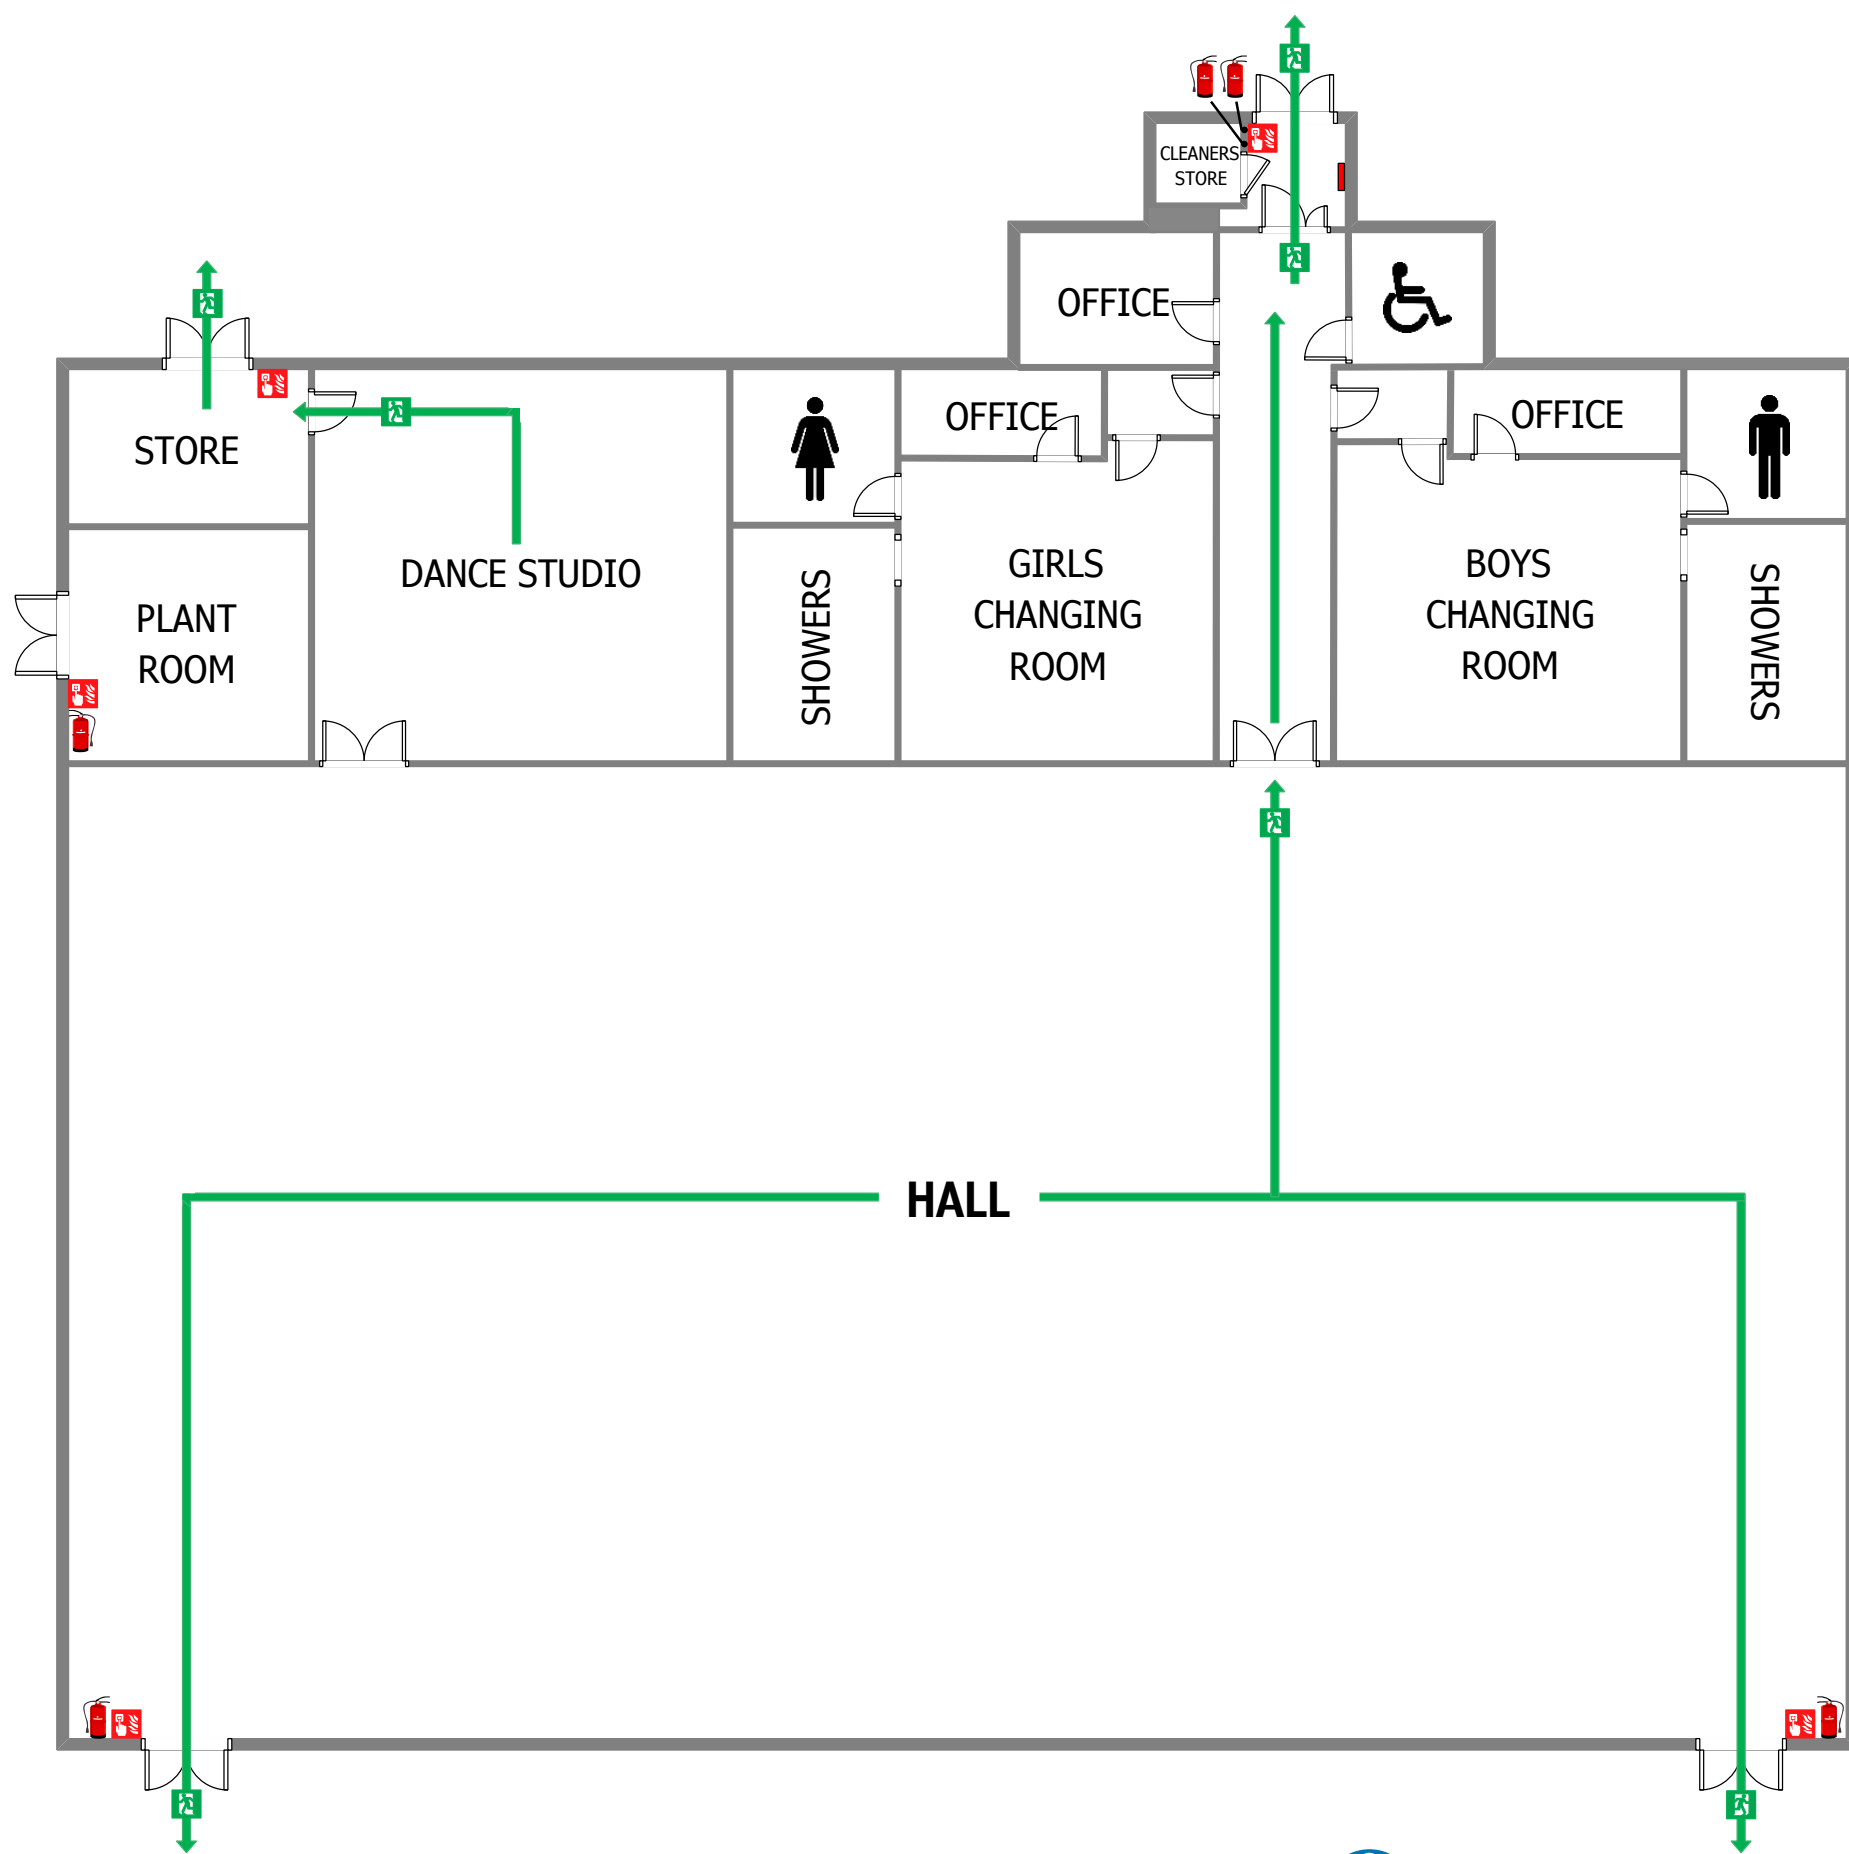 CLEANERS
STORE
OFFICE
OFFICE
OFFICE
STORE
DANCE STUDIO
PLANT
ROOM
SHOWERS
GIRLS
CHANGING
ROOM
BOYS
CHANGING
ROOM
SHOWERS
HALL